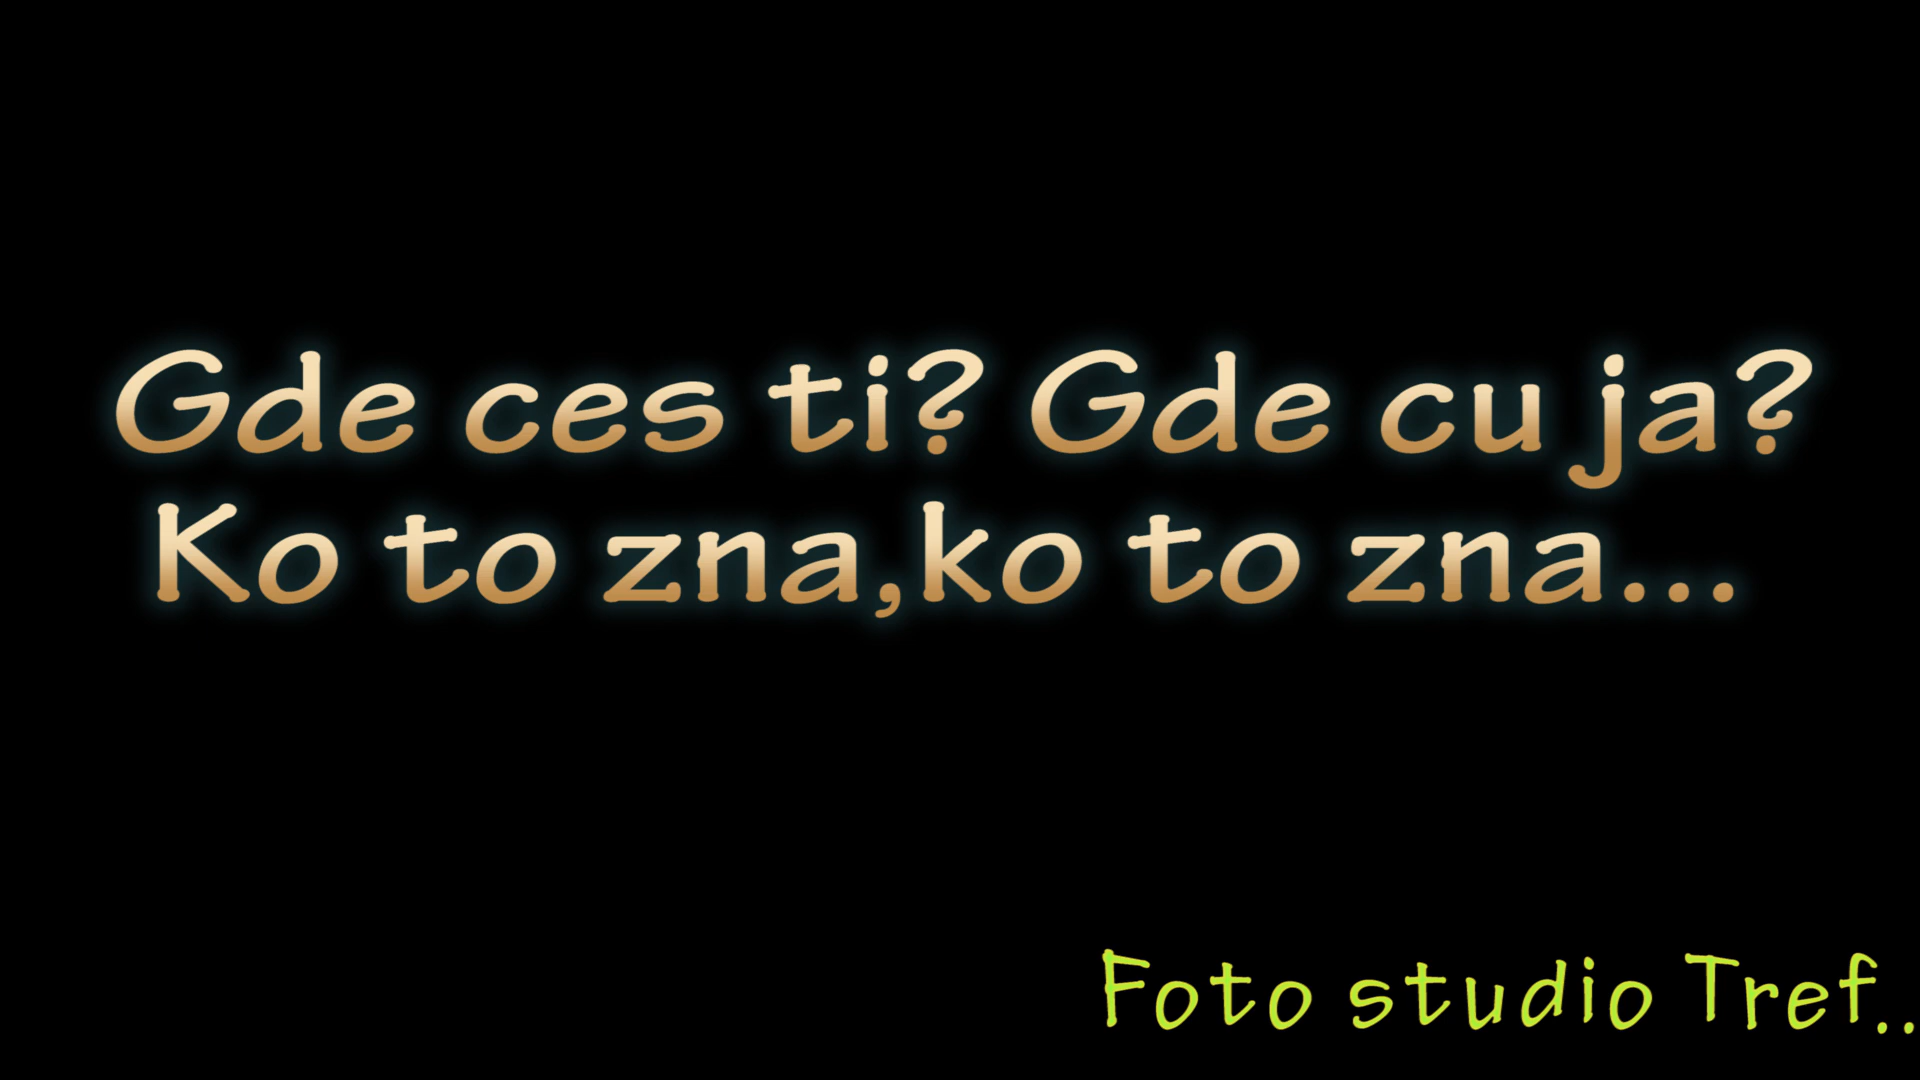 Gde ces ti? Gde cu ja?
Ko to zna,ko to zna...
Foto studio Tref..